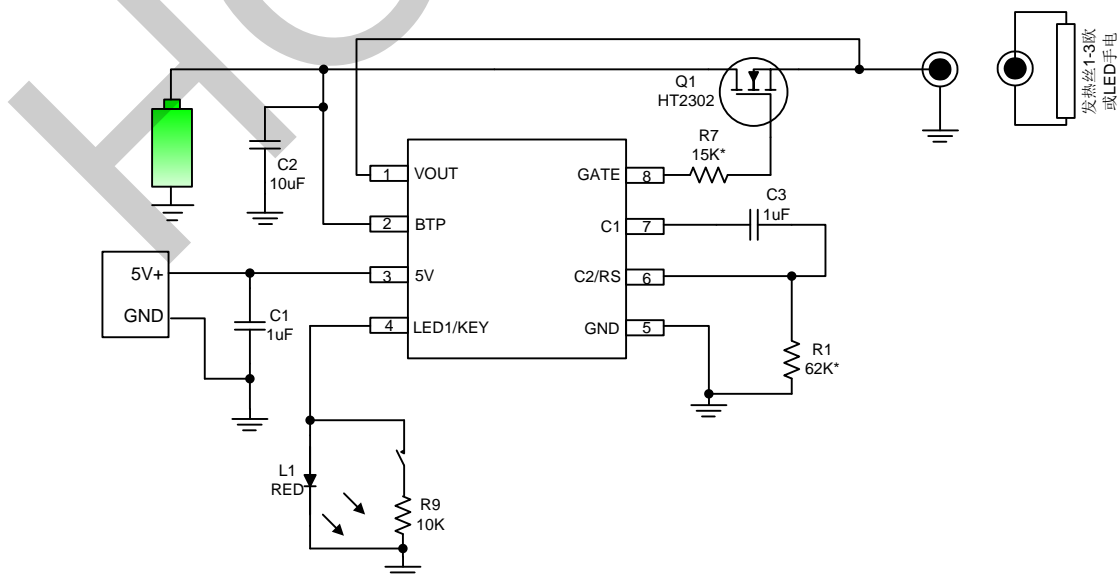 HO
发热丝1-3欧
或LED手电
Q1
HT2302
R7
15K*
C2
10uF
C3
1uF
1 VOUT
GATE 8
2 BTP
C1 7
5V+
3 5V
C2/RS 6
GND
C1
1uF
4 LED1/KEY
GND 5
R1
62K*
L1
RED
R9
10K